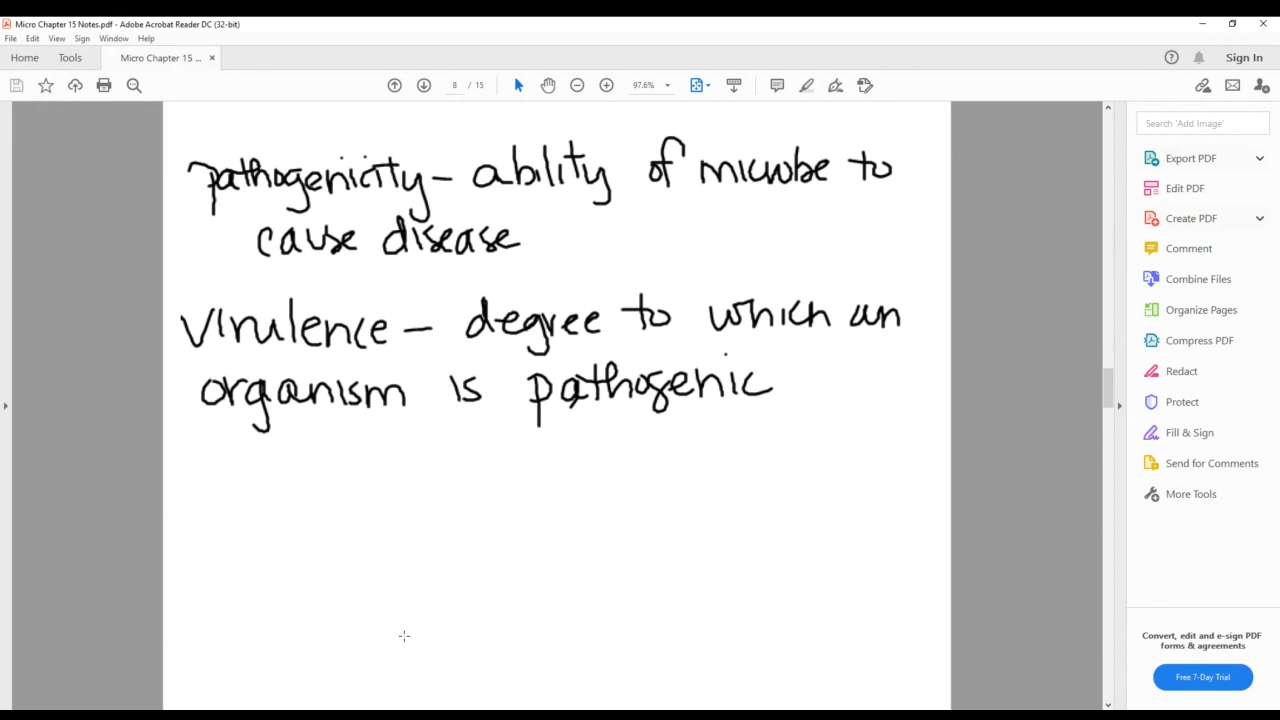 Micro Chapter 15 Notes.pdf - Adobe Acrobat Reader DC (32-bit)
File Edit View Sign Window Help
Home Tools Micro Chapter 15 ... × Sign In
8 / 15 97.6%
Search 'Add Image'
Export PDF
Edit PDF
Create PDF
Comment
Combine Files
Organize Pages
Compress PDF
Redact
Protect
Fill & Sign
Send for Comments
More Tools
Convert, edit and e-sign PDF
forms & agreements
Free 7-Day Trial
pathogenicity - ability of microbe to
cause disease
virulence - degree to which an
organism is pathogenic